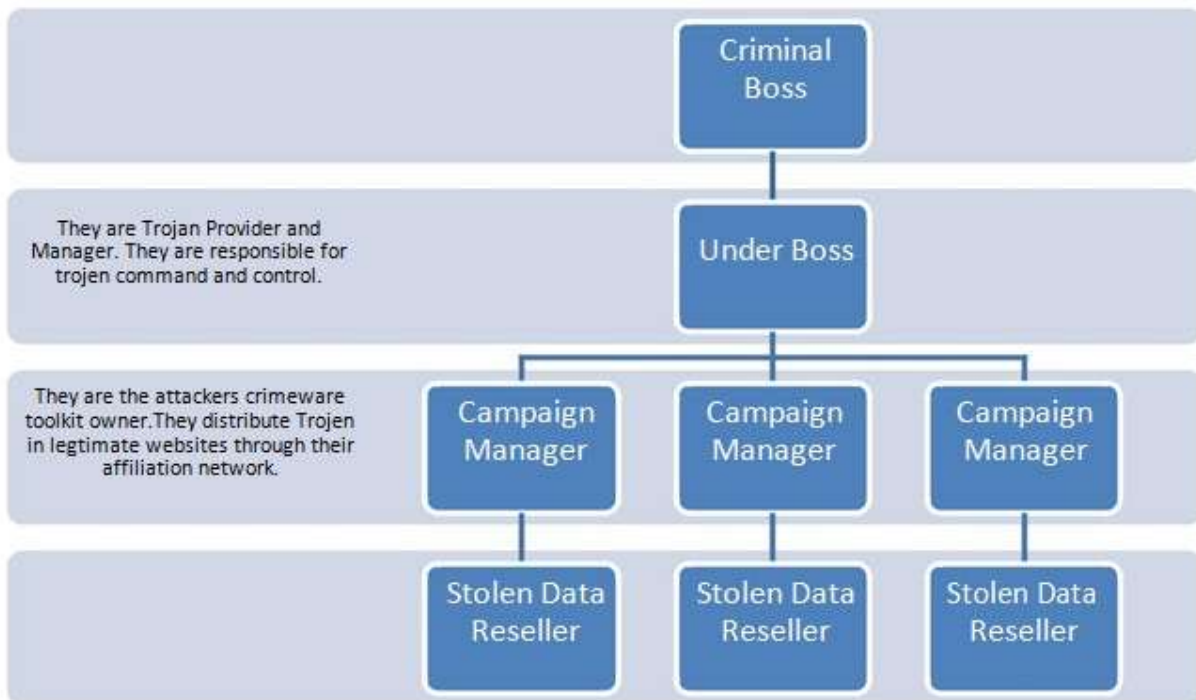 Criminal
Boss
They are Trojan Provider and
Manager. They are responsible for
trojen command and control.
Under Boss
They are the attackers crimeware
toolkit owner.They distribute Trojen
in legtimate websites through their
affiliation network.
Campaign
Manager
Campaign
Manager
Campaign
Manager
Stolen Data
Reseller
Stolen Data
Reseller
Stolen Data
Reseller